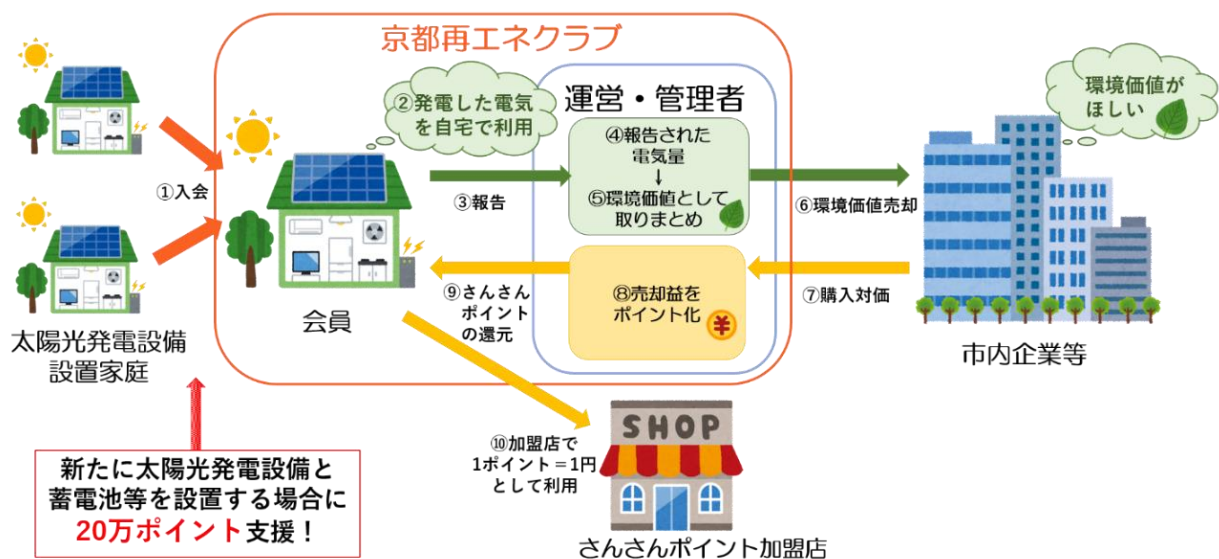 京都再エネクラブ
①入会
太陽光発電設備
設置家庭
②発電した電気
を自宅で利用
会員
③報告
運営・管理者
④報告された
電気量
↓
⑤環境価値として
取りまとめ
⑥環境価値売却
環境価値が
ほしい
市内企業等
⑦購入対価
⑧売却益を
ポイント化
¥
⑨さんさん
ポイント
の還元
⑩加盟店で
1ポイント=1円
として利用
SHOP
さんさんポイント加盟店
新たに太陽光発電設備と
蓄電池等を設置する場合に
20万ポイント支援!